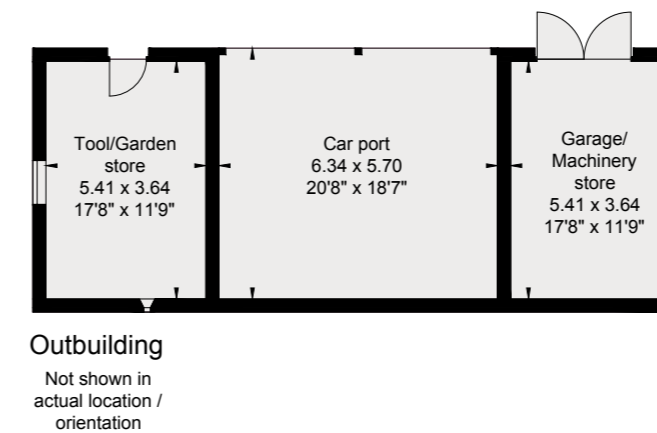 Tool/Garden
store
5.41 x 3.64
17'8" x 11'9"
Car port
6.34 x 5.70
20'8" x 18'7"
Garage/
Machinery
store
5.41 x 3.64
17'8" x 11'9"
Outbuilding
Not shown in
actual location /
orientation